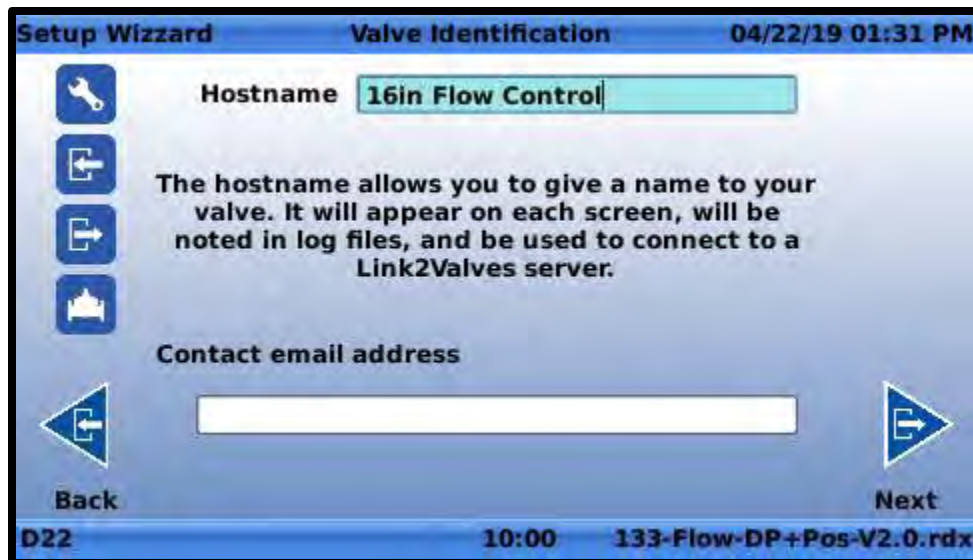 Setup Wizzard Valve Identification 04/22/19 01:31 PM
Hostname 16in Flow Control
The hostname allows you to give a name to your
valve. It will appear on each screen, will be
noted in log files, and be used to connect to a
Link2Valves server.
Contact email address
Back Next
D22 10:00 133-Flow-DP+Pos-V2.0.rdx